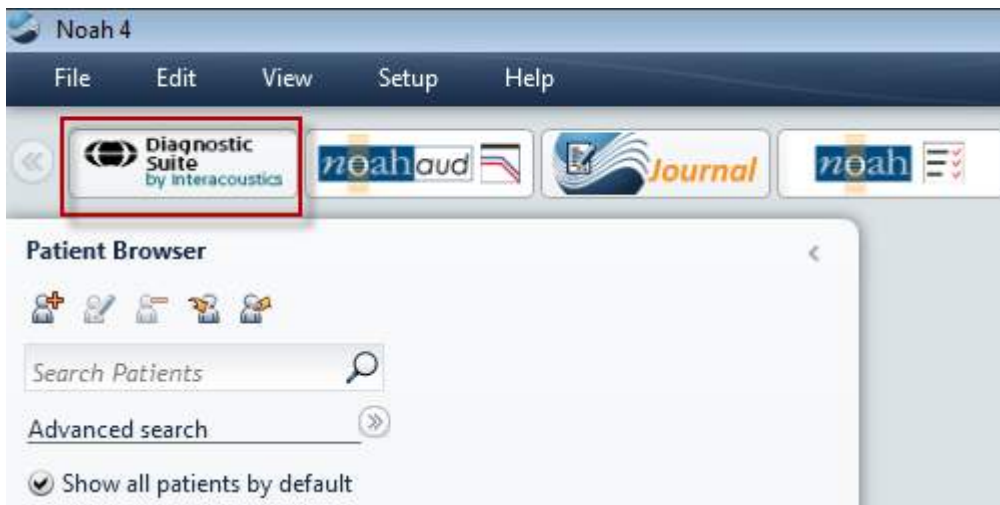 Noah 4
File Edit View Setup Help
Diagnostic
Suite
by Interacoustics
noahaud
Journal
noah
Patient Browser
Search Patients
Advanced search
Show all patients by default